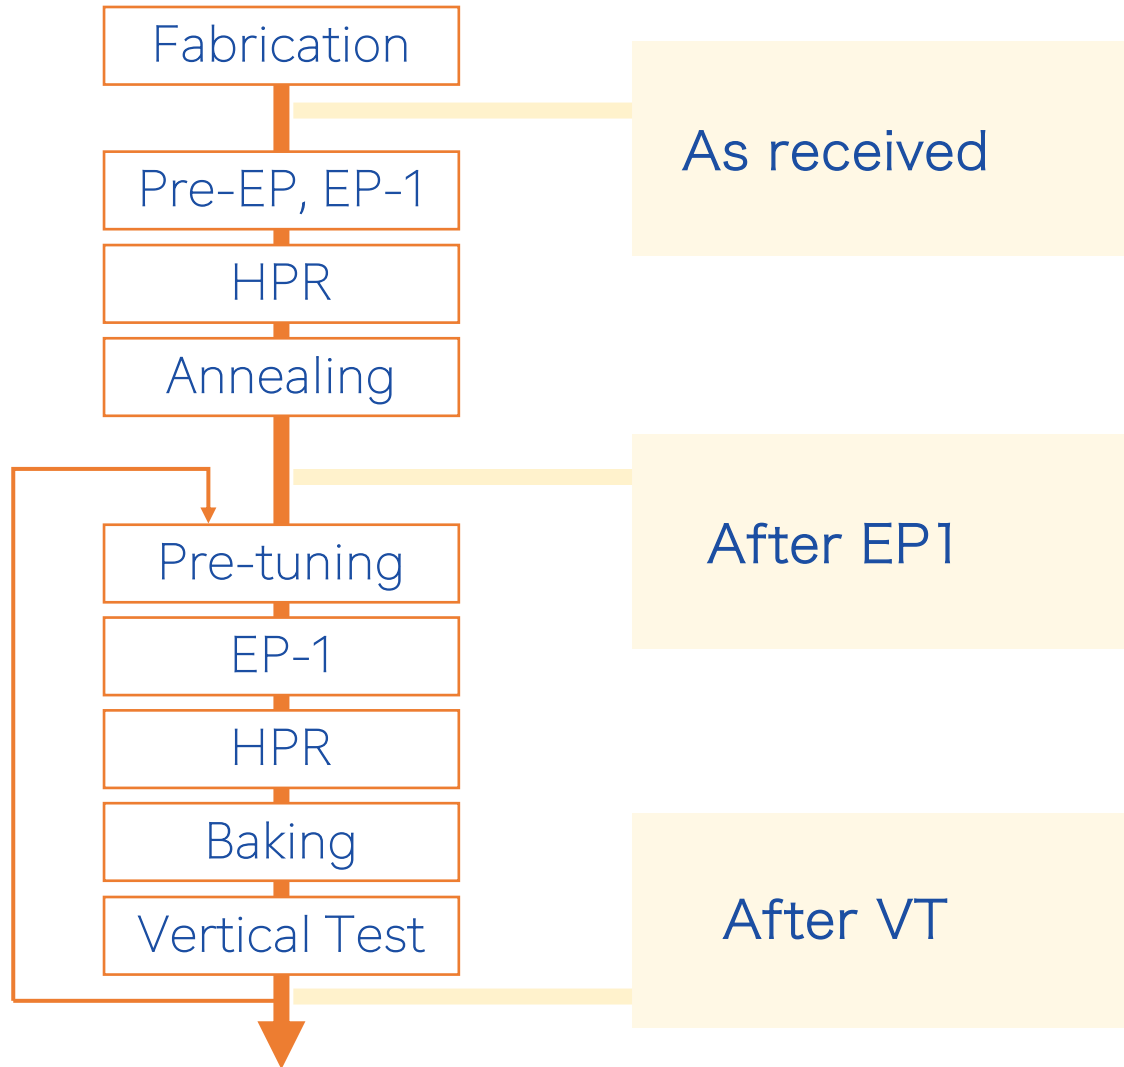 Fabrication
As received
Pre-EP, EP-1
HPR
Annealing
After EP1
Pre-tuning
EP-1
HPR
Baking
After VT
Vertical Test